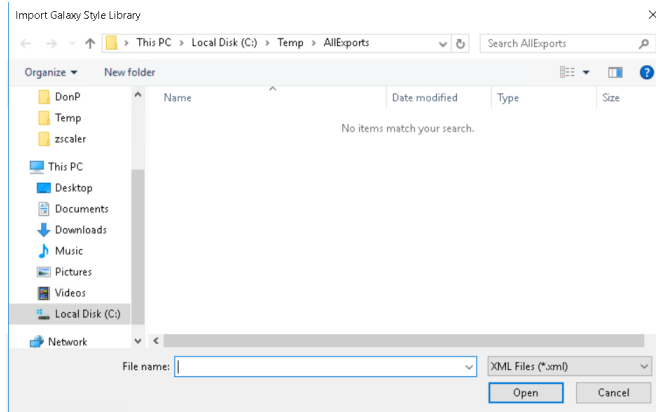 Import Galaxy Style Library
This PC > Local Disk (C:) > Temp > AllExports
Search AllExports
Organize
New folder
Name
Date modified
Type
Size
No items match your search.
DonP
Temp
zscaler
This PC
Desktop
Documents
Downloads
Music
Pictures
Videos
Local Disk (C:)
Network
File name:
XML Files (*.xml)
Open
Cancel